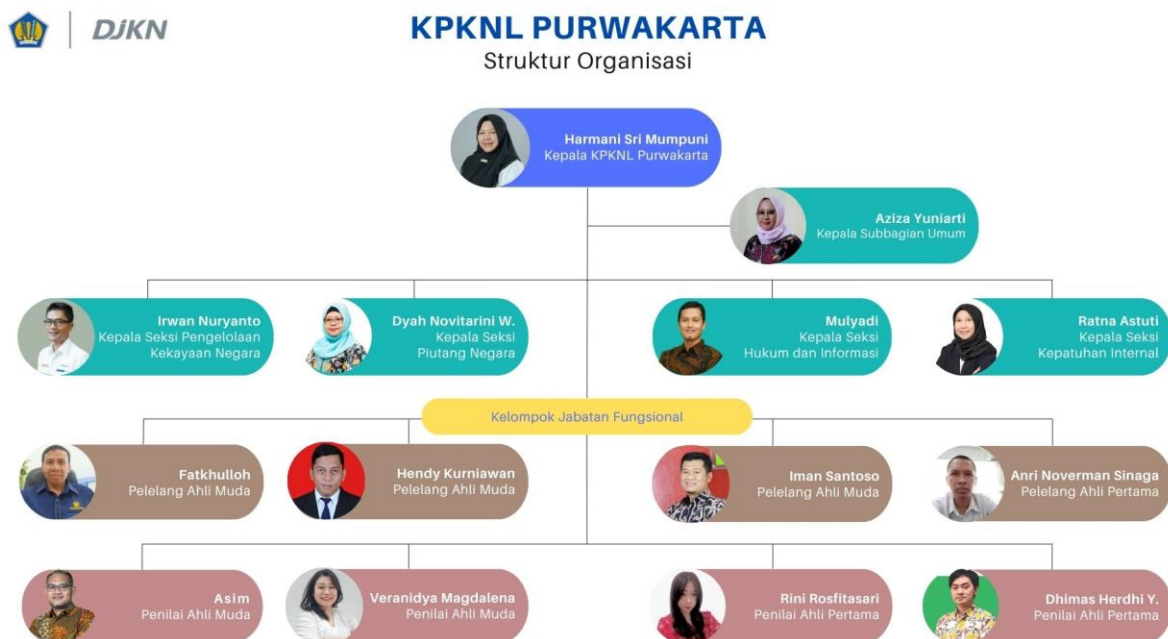 DJKN
KPKNL PURWAKARTA
Struktur Organisasi
Harmani Sri Mumpuni
Kepala KPKNL Purwakarta
Aziza Yuniarti
Kepala Subbagian Umum
Irwan Nuryanto
Kepala Seksi Pengelolaan
Kekayaan Negara
Dyah Novitarini W.
Kepala Seksi
Piutang Negara
Mulyadi
Kepala Seksi
Hukum dan Informasi
Ratna Astuti
Kepala Seksi
Kepatuhan Internal
Kelompok Jabatan Fungsional
Fatkhulloh
Pelelang Ahli Muda
Hendy Kurniawan
Pelelang Ahli Muda
Iman Santoso
Pelelang Ahli Muda
Anri Noverman Sinaga
Pelelang Ahli Pertama
Asim
Penilai Ahli Muda
Veranidya Magdalena
Penilai Ahli Muda
Rini Rosfitasari
Penilai Ahli Pertama
Dhimas Herdhi Y.
Penilai Ahli Pertama